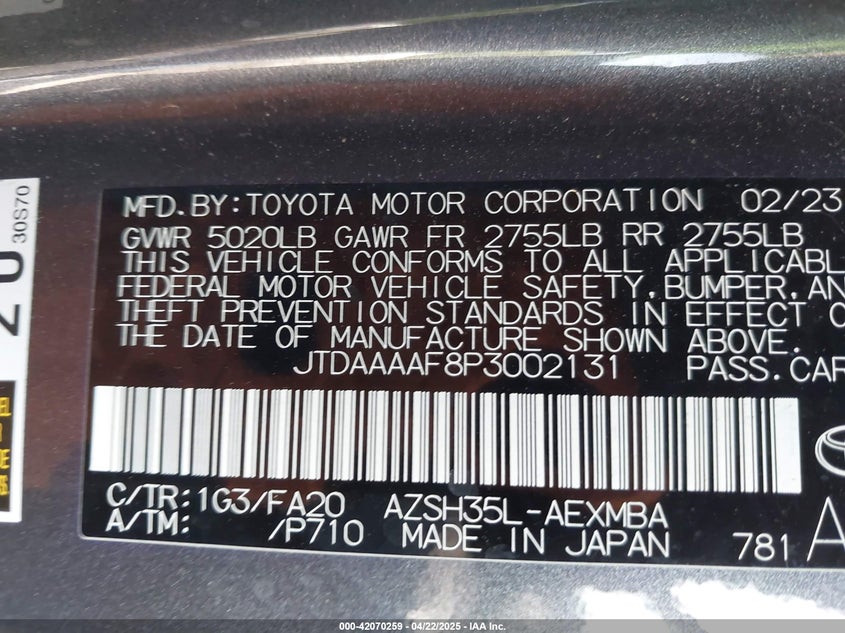 MFD.BY:TOYOTA MOTOR CORPORATION 02/23
GVWR 5020LB GAWR FR 2755LB RR 2755LB
THIS VEHICLE CONFORMS TO ALL APPLICABL
FEDERAL MOTOR VEHICLE SAFETY,BUMPER,AN
THEFT PREVENTION STANDARDS IN EFFECT O
THE DATE OF MANUFACTURE SHOWN ABOVE.
JTDAAAAF8P3002131 PASS.CAR
C/TR:1G3/FA20 AZSH35L-AEXMBA
A/TM: /P710 MADE IN JAPAN 781 A
30S70
000-42070259 - 04/22/2025 - IAA Inc.